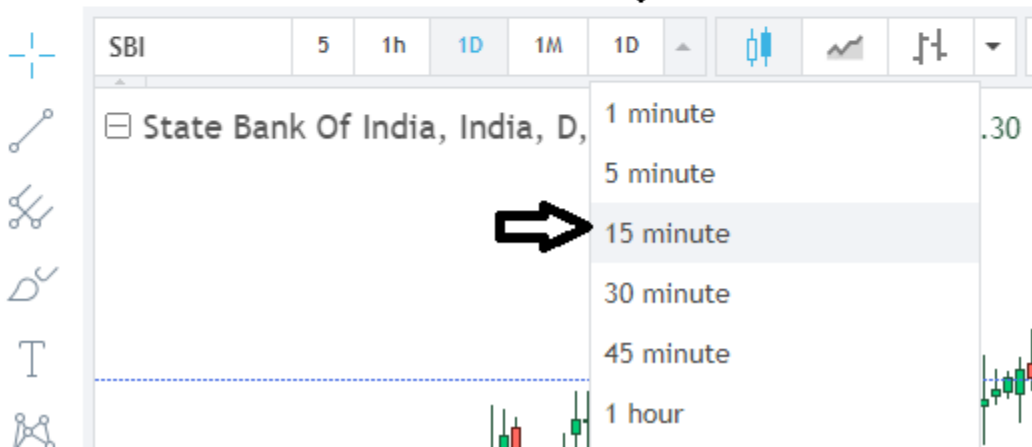 SBI 5 1h 1D 1M 1D
State Bank Of India, India, D, .30
1 minute
5 minute
15 minute
30 minute
45 minute
1 hour
T